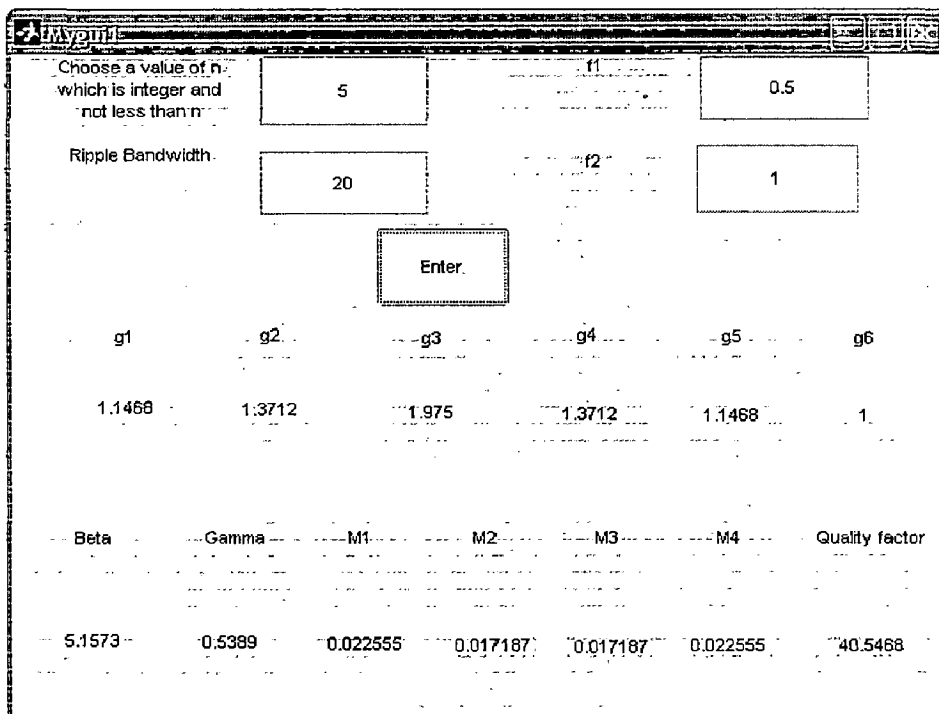 Mygui1
Choose a value of n
which is integer and
not less than n
5
f1
0.5
Ripple Bandwidth
20
f2
1
Enter
g1 g2 g3 g4 g5 g6
1.1468 1.3712 1.975 1.3712 1.1468 1
Beta Gamma M1 M2 M3 M4 Quality factor
5.1573 0.5389 0.022555 0.017187 0.017187 0.022555 40.5468